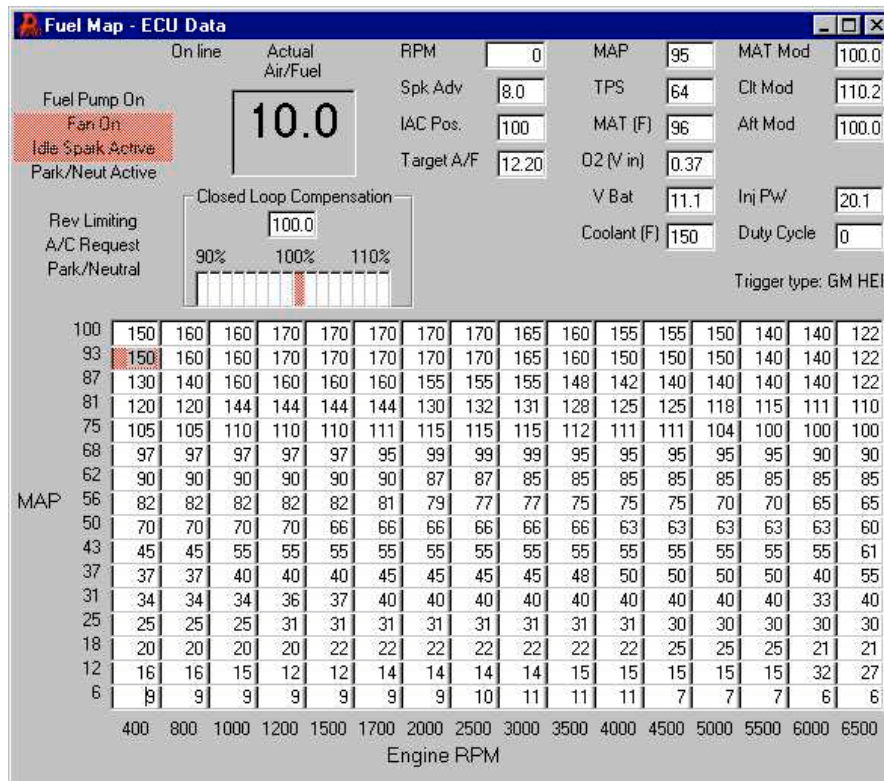 Fuel Map - ECU Data
On line Actual Air/Fuel
10.0
Fuel Pump On
Fan On
Idle Spark Active
Park/Neut Active
Rev Limiting
A/C Request
Park/Neutral
Closed Loop Compensation
100.0
90% 100% 110%
RPM 0
Spk Adv 8.0
IAC Pos. 100
Target A/F 12.20
MAP 95
TPS 64
MAT (F) 96
O2 (V in) 0.37
V Bat 11.1
Coolant (F) 150
MAT Mod 100.0
Clt Mod 110.2
Aft Mod 100.0
Inj PW 20.1
Duty Cycle 0
Trigger type: GM HEI
100 150 160 160 170 170 170 170 170 165 160 155 155 150 140 140 122
93 150 160 160 170 170 170 170 170 165 160 150 150 150 140 140 122
87 130 140 160 160 160 160 155 155 155 148 142 140 140 140 140 122
81 120 120 144 144 144 144 130 132 131 128 125 125 118 115 111 110
75 105 105 110 110 110 111 115 115 115 112 111 111 104 100 100 100
68 97 97 97 97 97 95 99 99 99 95 95 95 95 95 90 90
62 90 90 90 90 90 90 87 87 85 85 85 85 85 85 85 85
MAP
56 82 82 82 82 82 81 79 77 77 75 75 75 70 70 65 65
50 70 70 70 70 66 66 66 66 66 66 63 63 63 63 63 60
43 45 45 55 55 55 55 55 55 55 55 55 55 55 55 55 61
37 37 37 40 40 40 45 45 45 45 48 50 50 50 50 40 55
31 34 34 34 36 37 40 40 40 40 40 40 40 40 40 33 40
25 25 25 25 31 31 31 31 31 31 31 31 30 30 30 30 30
18 20 20 20 20 22 22 22 22 22 22 22 25 25 25 21 21
12 16 16 15 12 12 14 14 14 14 15 15 15 15 15 32 27
6 9 9 9 9 9 9 9 10 11 11 11 7 7 7 6 6
400 800 1000 1200 1500 1700 2000 2500 3000 3500 4000 4500 5000 5500 6000 6500
Engine RPM